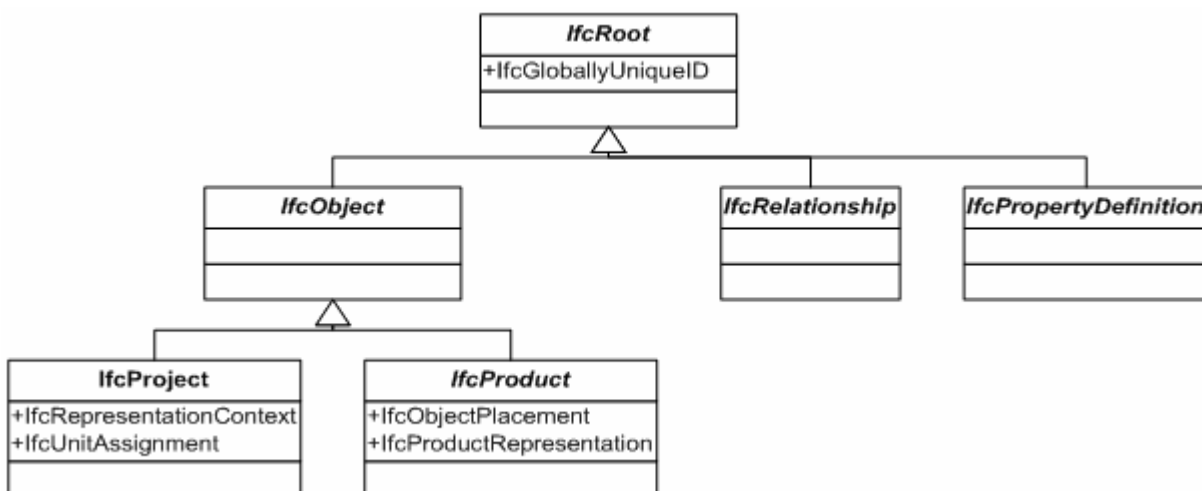 IfcRoot
+IfcGloballyUniqueID
IfcObject
IfcRelationship
IfcPropertyDefinition
IfcProject
+IfcRepresentationContext
+IfcUnitAssignment
IfcProduct
+IfcObjectPlacement
+IfcProductRepresentation